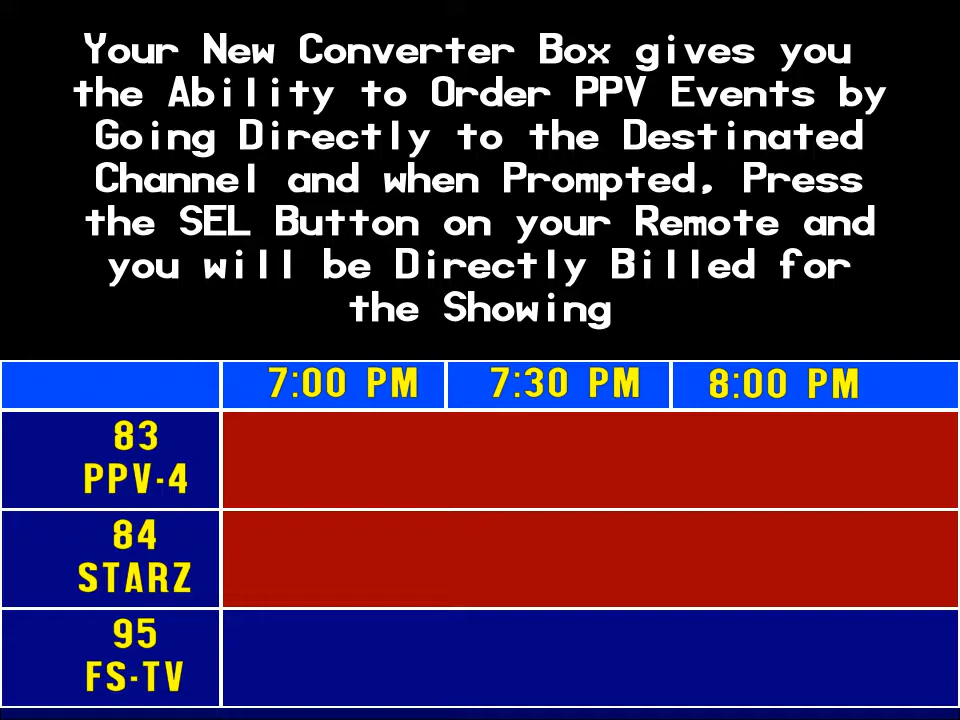 Your New Converter Box gives you
the Ability to Order PPV Events by
Going Directly to the Destinated
Channel and when Prompted, Press
the SEL Button on your Remote and
you will be Directly Billed for
the Showing
7:00 PM 7:30 PM 8:00 PM
83
PPV-4
84
STARZ
95
FS-TV